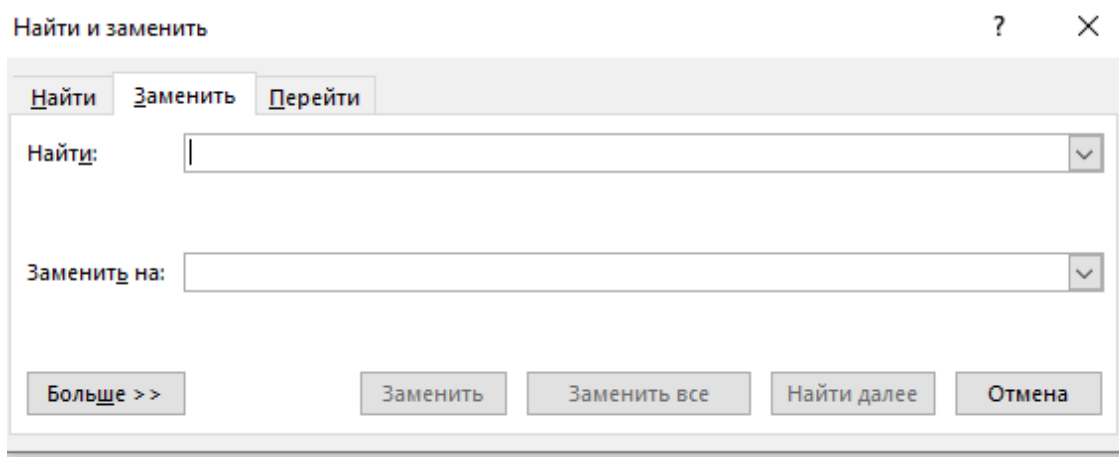 Найти и заменить ?
Найти Заменить Перейти
Найти:
Заменить на:
Больше >> Заменить Заменить все Найти далее Отмена